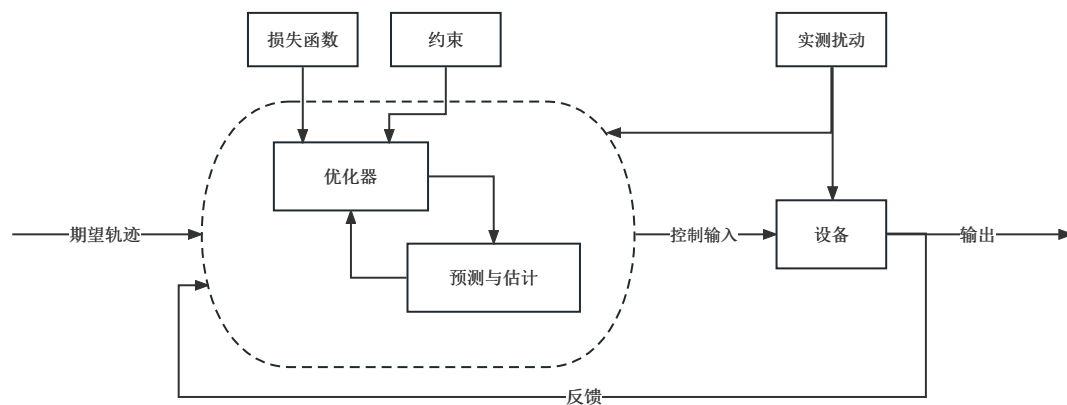 损失函数
约束
实测扰动
优化器
期望轨迹
控制输入
设备
输出
预测与估计
反馈